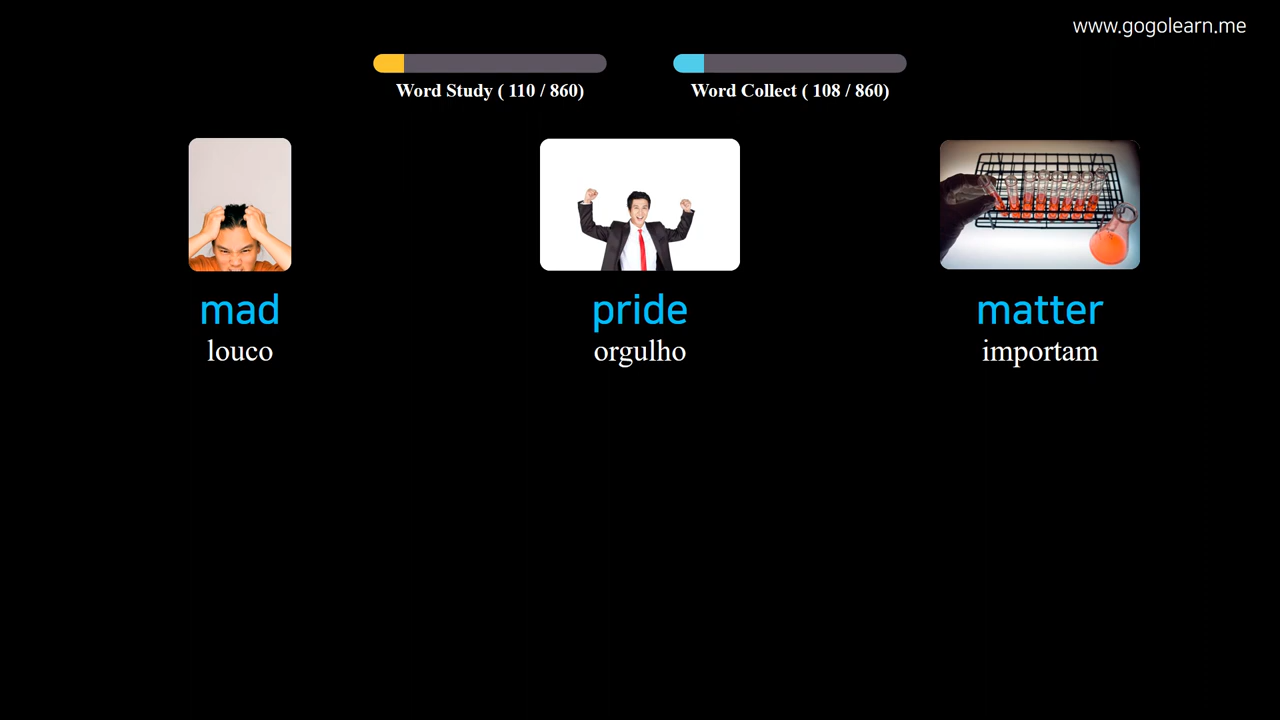 www.gogolearn.me
Word Study ( 110 / 860)
Word Collect ( 108 / 860)
mad
louco
pride
orgulho
matter
importam